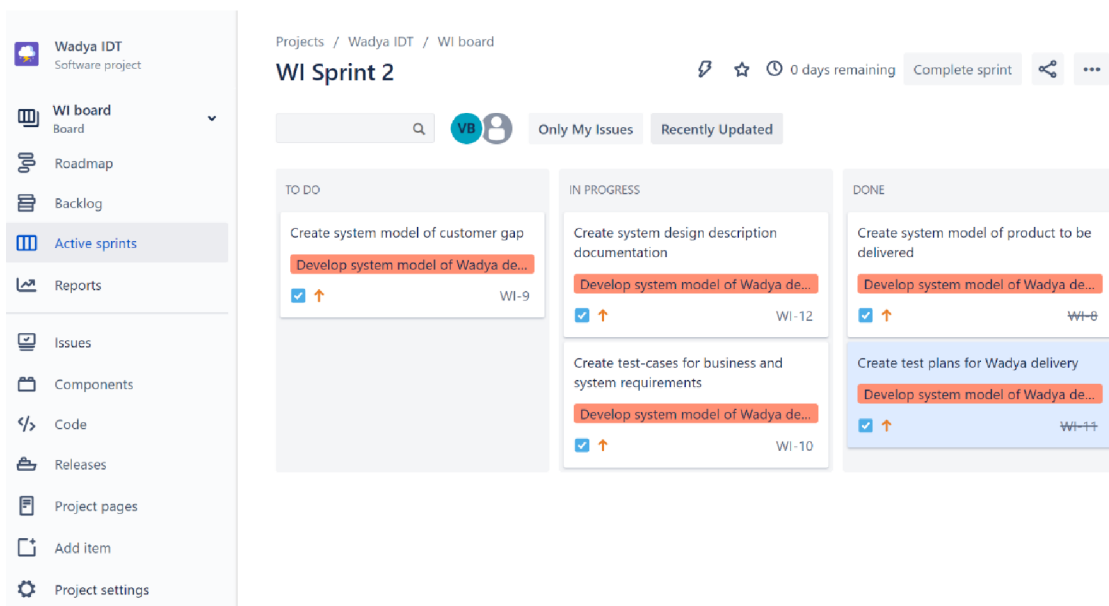 Wadya IDT
Software project
WI board
Board
Roadmap
Backlog
Active sprints
Reports
Issues
Components
Code
Releases
Project pages
Add item
Project settings
Projects / Wadya IDT / WI board
WI Sprint 2
0 days remaining
Complete sprint
VB
Only My Issues
Recently Updated
TO DO
Create system model of customer gap
Develop system model of Wadya de...
WI-9
IN PROGRESS
Create system design description
documentation
Develop system model of Wadya de...
WI-12
Create test-cases for business and
system requirements
Develop system model of Wadya de...
WI-10
DONE
Create system model of product to be
delivered
Develop system model of Wadya de...
WI-8
Create test plans for Wadya delivery
Develop system model of Wadya de...
WI-11